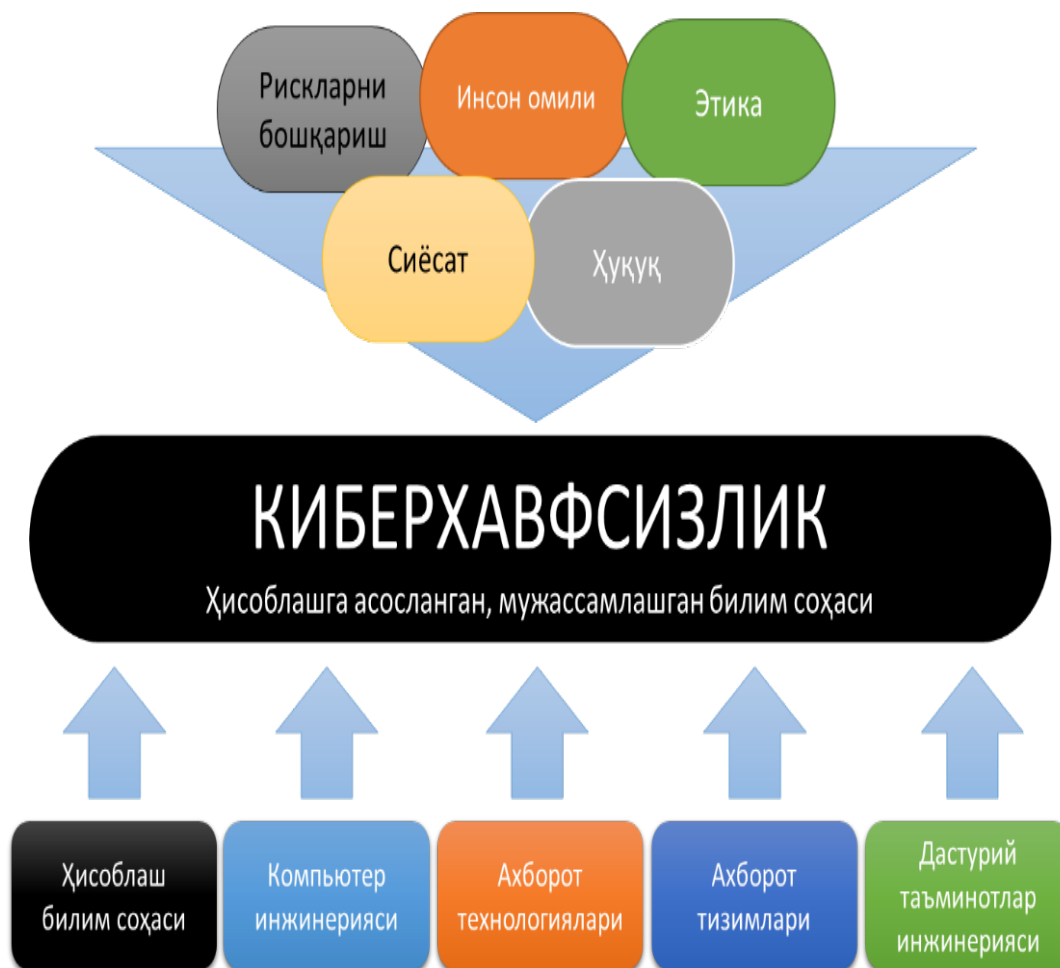 Рискларни
бошқариш
Инсон омили
Этика
Сиёсат
Ҳуқуқ
КИБЕРХАВФСИЗЛИК
Ҳисоблашга асосланган, мужассамлашган билим соҳаси
Ҳисоблаш
билим соҳаси
Компьютер
инжинерияси
Ахборот
технологиялари
Ахборот
тизимлари
Дастурий
таъминотлар
инжинерияси